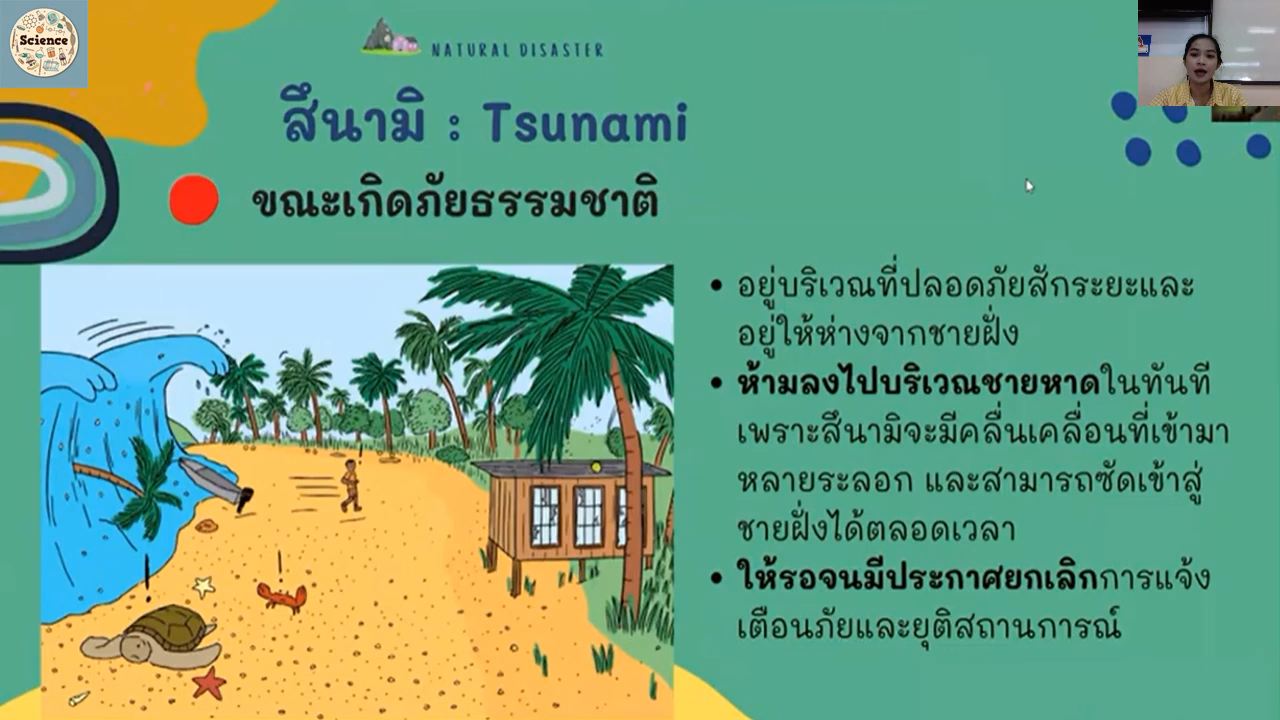 Science
NATURAL DISASTER
สึนามิ : Tsunami
ขณะเกิดภัยธรรมชาติ
• อยู่บริเวณที่ปลอดภัยสักระยะและ
อยู่ให้ห่างจากชายฝั่ง
• ห้ามลงไปบริเวณชายหาดในทันที
เพราะสึนามิจะมีคลื่นเคลื่อนที่เข้ามา
หลายระลอก และสามารถซัดเข้าสู่
ชายฝั่งได้ตลอดเวลา
• ให้รอจนมีประกาศยกเลิกการแจ้ง
เตือนภัยและยุติสถานการณ์